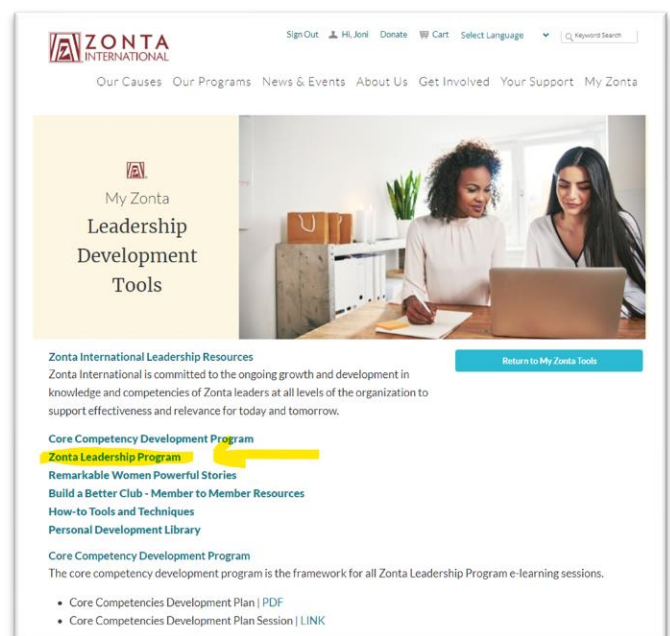 ZONTA
INTERNATIONAL
Sign Out Hi, Joni Donate Cart Select Language Keyword Search
Our Causes Our Programs News & Events About Us Get Involved Your Support My Zonta
My Zonta
Leadership
Development
Tools
Zonta International Leadership Resources
Return to My Zonta Tools
Zonta International is committed to the ongoing growth and development in
knowledge and competencies of Zonta leaders at all levels of the organization to
support effectiveness and relevance for today and tomorrow.
Core Competency Development Program
Zonta Leadership Program
Remarkable Women Powerful Stories
Build a Better Club - Member to Member Resources
How-to Tools and Techniques
Personal Development Library
Core Competency Development Program
The core competency development program is the framework for all Zonta Leadership Program e-learning sessions.
• Core Competencies Development Plan | PDF
• Core Competencies Development Plan Session | LINK